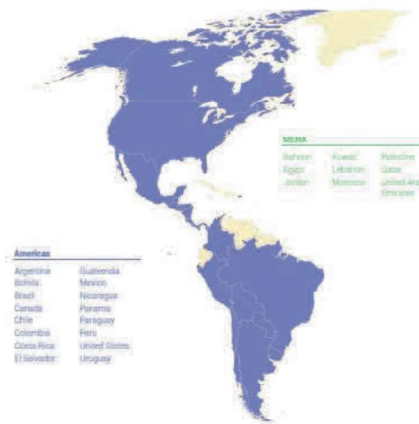 MENA
Bahrain Kuwait Palestine
Egypt Lebanon Qatar
Jordan Morocco United Arab
Emirates
Americas
Argentina Guatemala
Bolivia Mexico
Brazil Nicaragua
Canada Panama
Chile Paraguay
Colombia Peru
Costa Rica United States
El Salvador Uruguay